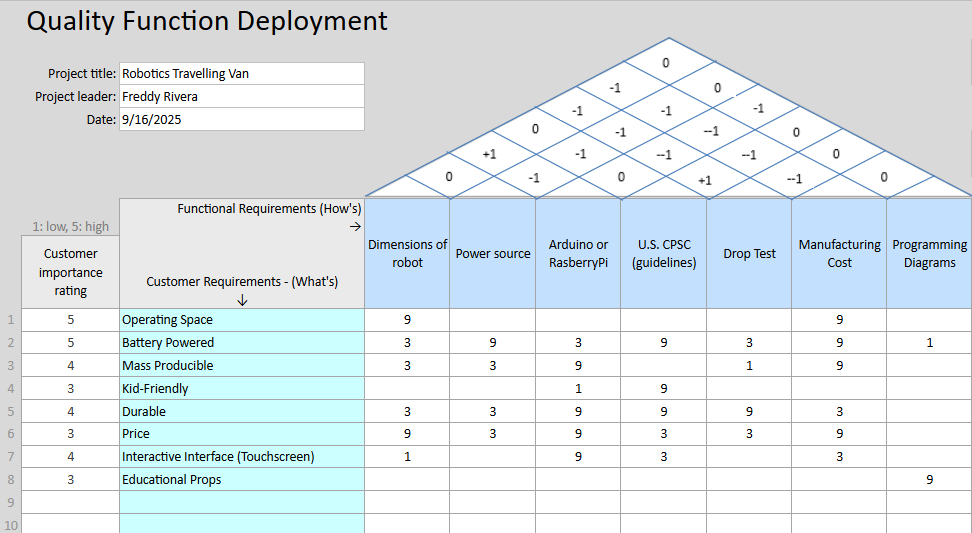 Quality Function Deployment
Project title: Robotics Travelling Van
Project leader: Freddy Rivera
Date: 9/16/2025
0
-1 0
-1 -1 -1
0 -1 --1 0
+1 -1 --1 --1 0
0 -1 0 +1 --1 0
1: low, 5: high
Customer importance rating
Functional Requirements (How's)
→
Customer Requirements - (What's)
↓
Dimensions of robot
Power source
Arduino or RasberryPi
U.S. CPSC (guidelines)
Drop Test
Manufacturing Cost
Programming Diagrams
1 5 Operating Space 9 9
2 5 Battery Powered 3 9 3 9 3 9 1
3 4 Mass Producible 3 3 9 1 9
4 3 Kid-Friendly 1 9
5 4 Durable 3 3 9 9 9 3
6 3 Price 9 3 9 3 3 9
7 4 Interactive Interface (Touchscreen) 1 9 3 3
8 3 Educational Props 9
9
10